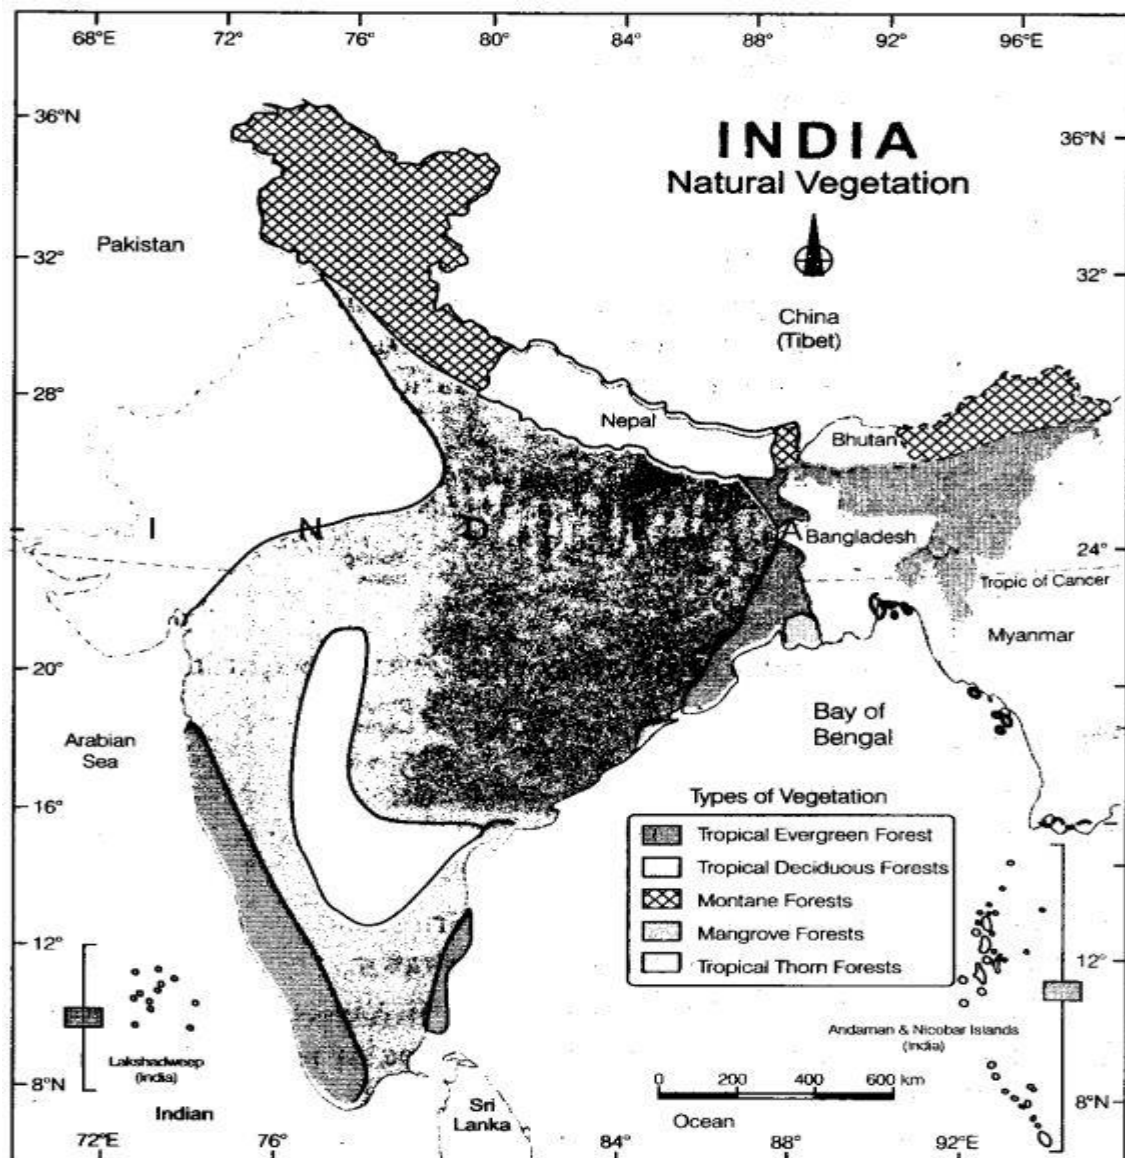 68°E 72° 76° 80° 84° 88° 92° 96°E
36°N
36°N
INDIA
Natural Vegetation
Pakistan
32°
32°
China
(Tibet)
28°
Nepal
Bhutan
I N D A
Bangladesh
24°
Tropic of Cancer
Myanmar
20°
Bay of
Bengal
Arabian
Sea
16°
Types of Vegetation
Tropical Evergreen Forest
Tropical Deciduous Forests
Montane Forests
Mangrove Forests
Tropical Thorn Forests
12°
12°
Lakshadweep
(India)
Andaman & Nicobar Islands
(India)
8°N
Indian
Sri
Lanka
0 200 400 600 km
Ocean
8°N
72°E 76° 84° 88° 92°E